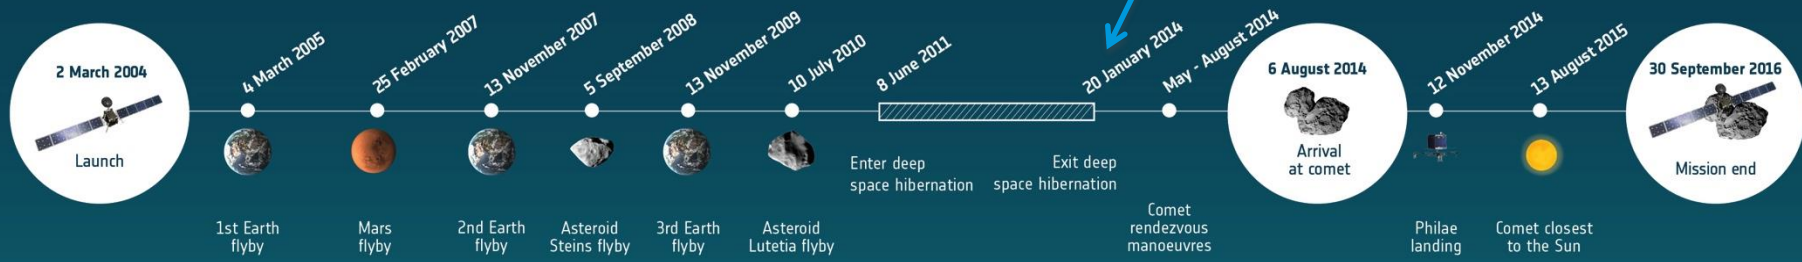 2 March 2004
Launch
4 March 2005
1st Earth
flyby
25 February 2007
Mars
flyby
13 November 2007
2nd Earth
flyby
5 September 2008
Asteroid
Steins flyby
13 November 2009
3rd Earth
flyby
10 July 2010
Asteroid
Lutetia flyby
8 June 2011
Enter deep
space hibernation
20 January 2014
Exit deep
space hibernation
May - August 2014
Comet
rendezvous
manoeuvres
6 August 2014
Arrival
at comet
12 November 2014
Philae
landing
13 August 2015
Comet closest
to the Sun
30 September 2016
Mission end